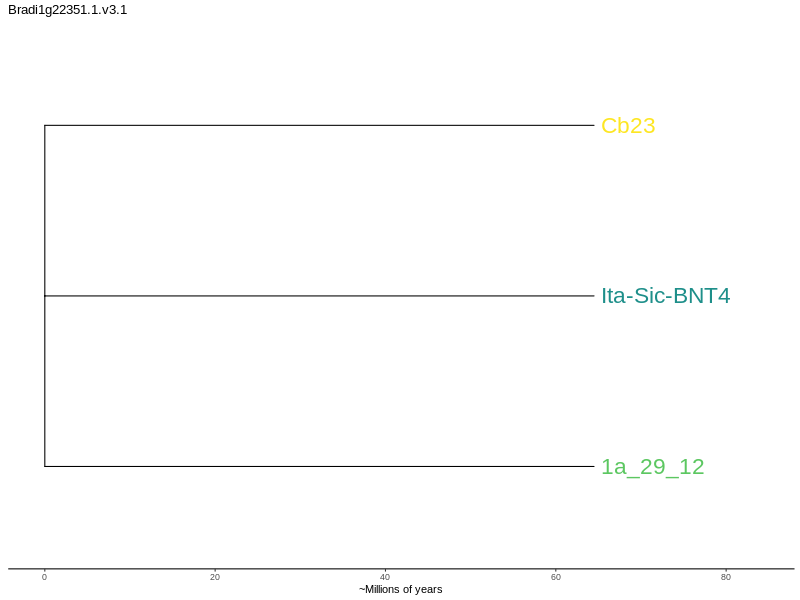 Bradi1g22351.1.v3.1
Cb23
Ita-Sic-BNT4
1a_29_12
0 20 40 60 80
~Millions of years